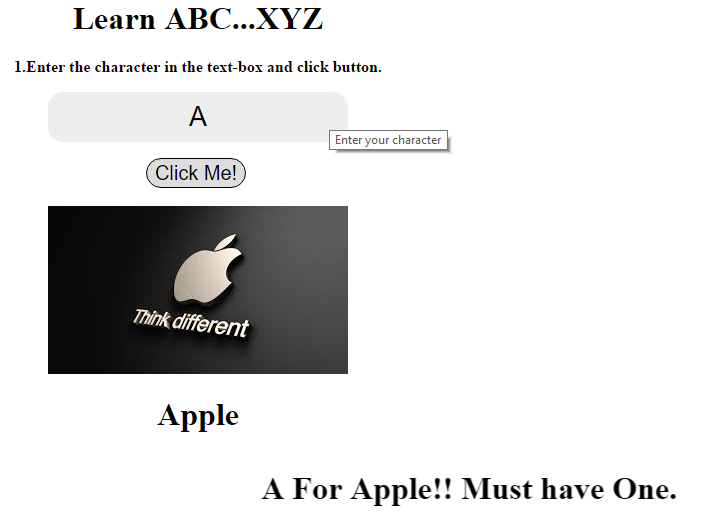 Learn ABC...XYZ
1.Enter the character in the text-box and click button.
A
Enter your character
Click Me!
Think different
Apple
A For Apple!! Must have One.